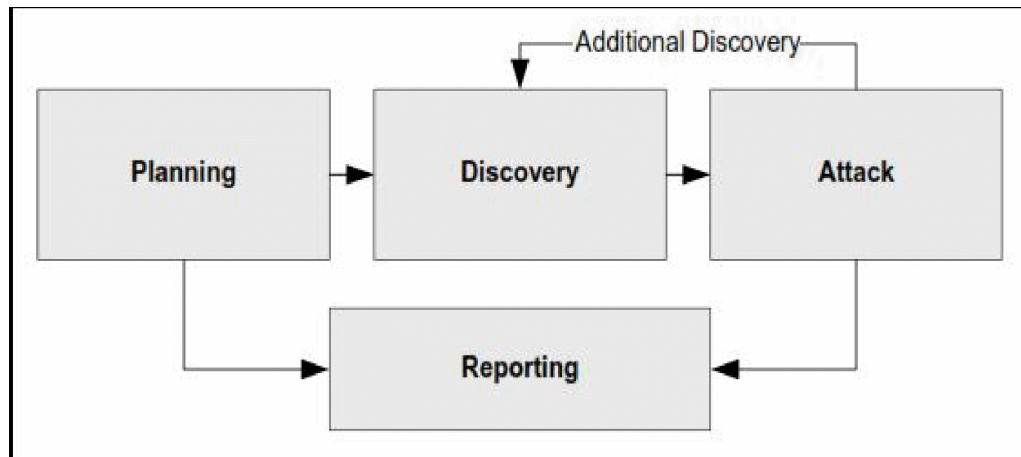 Additional Discovery
Planning
Discovery
Attack
Reporting